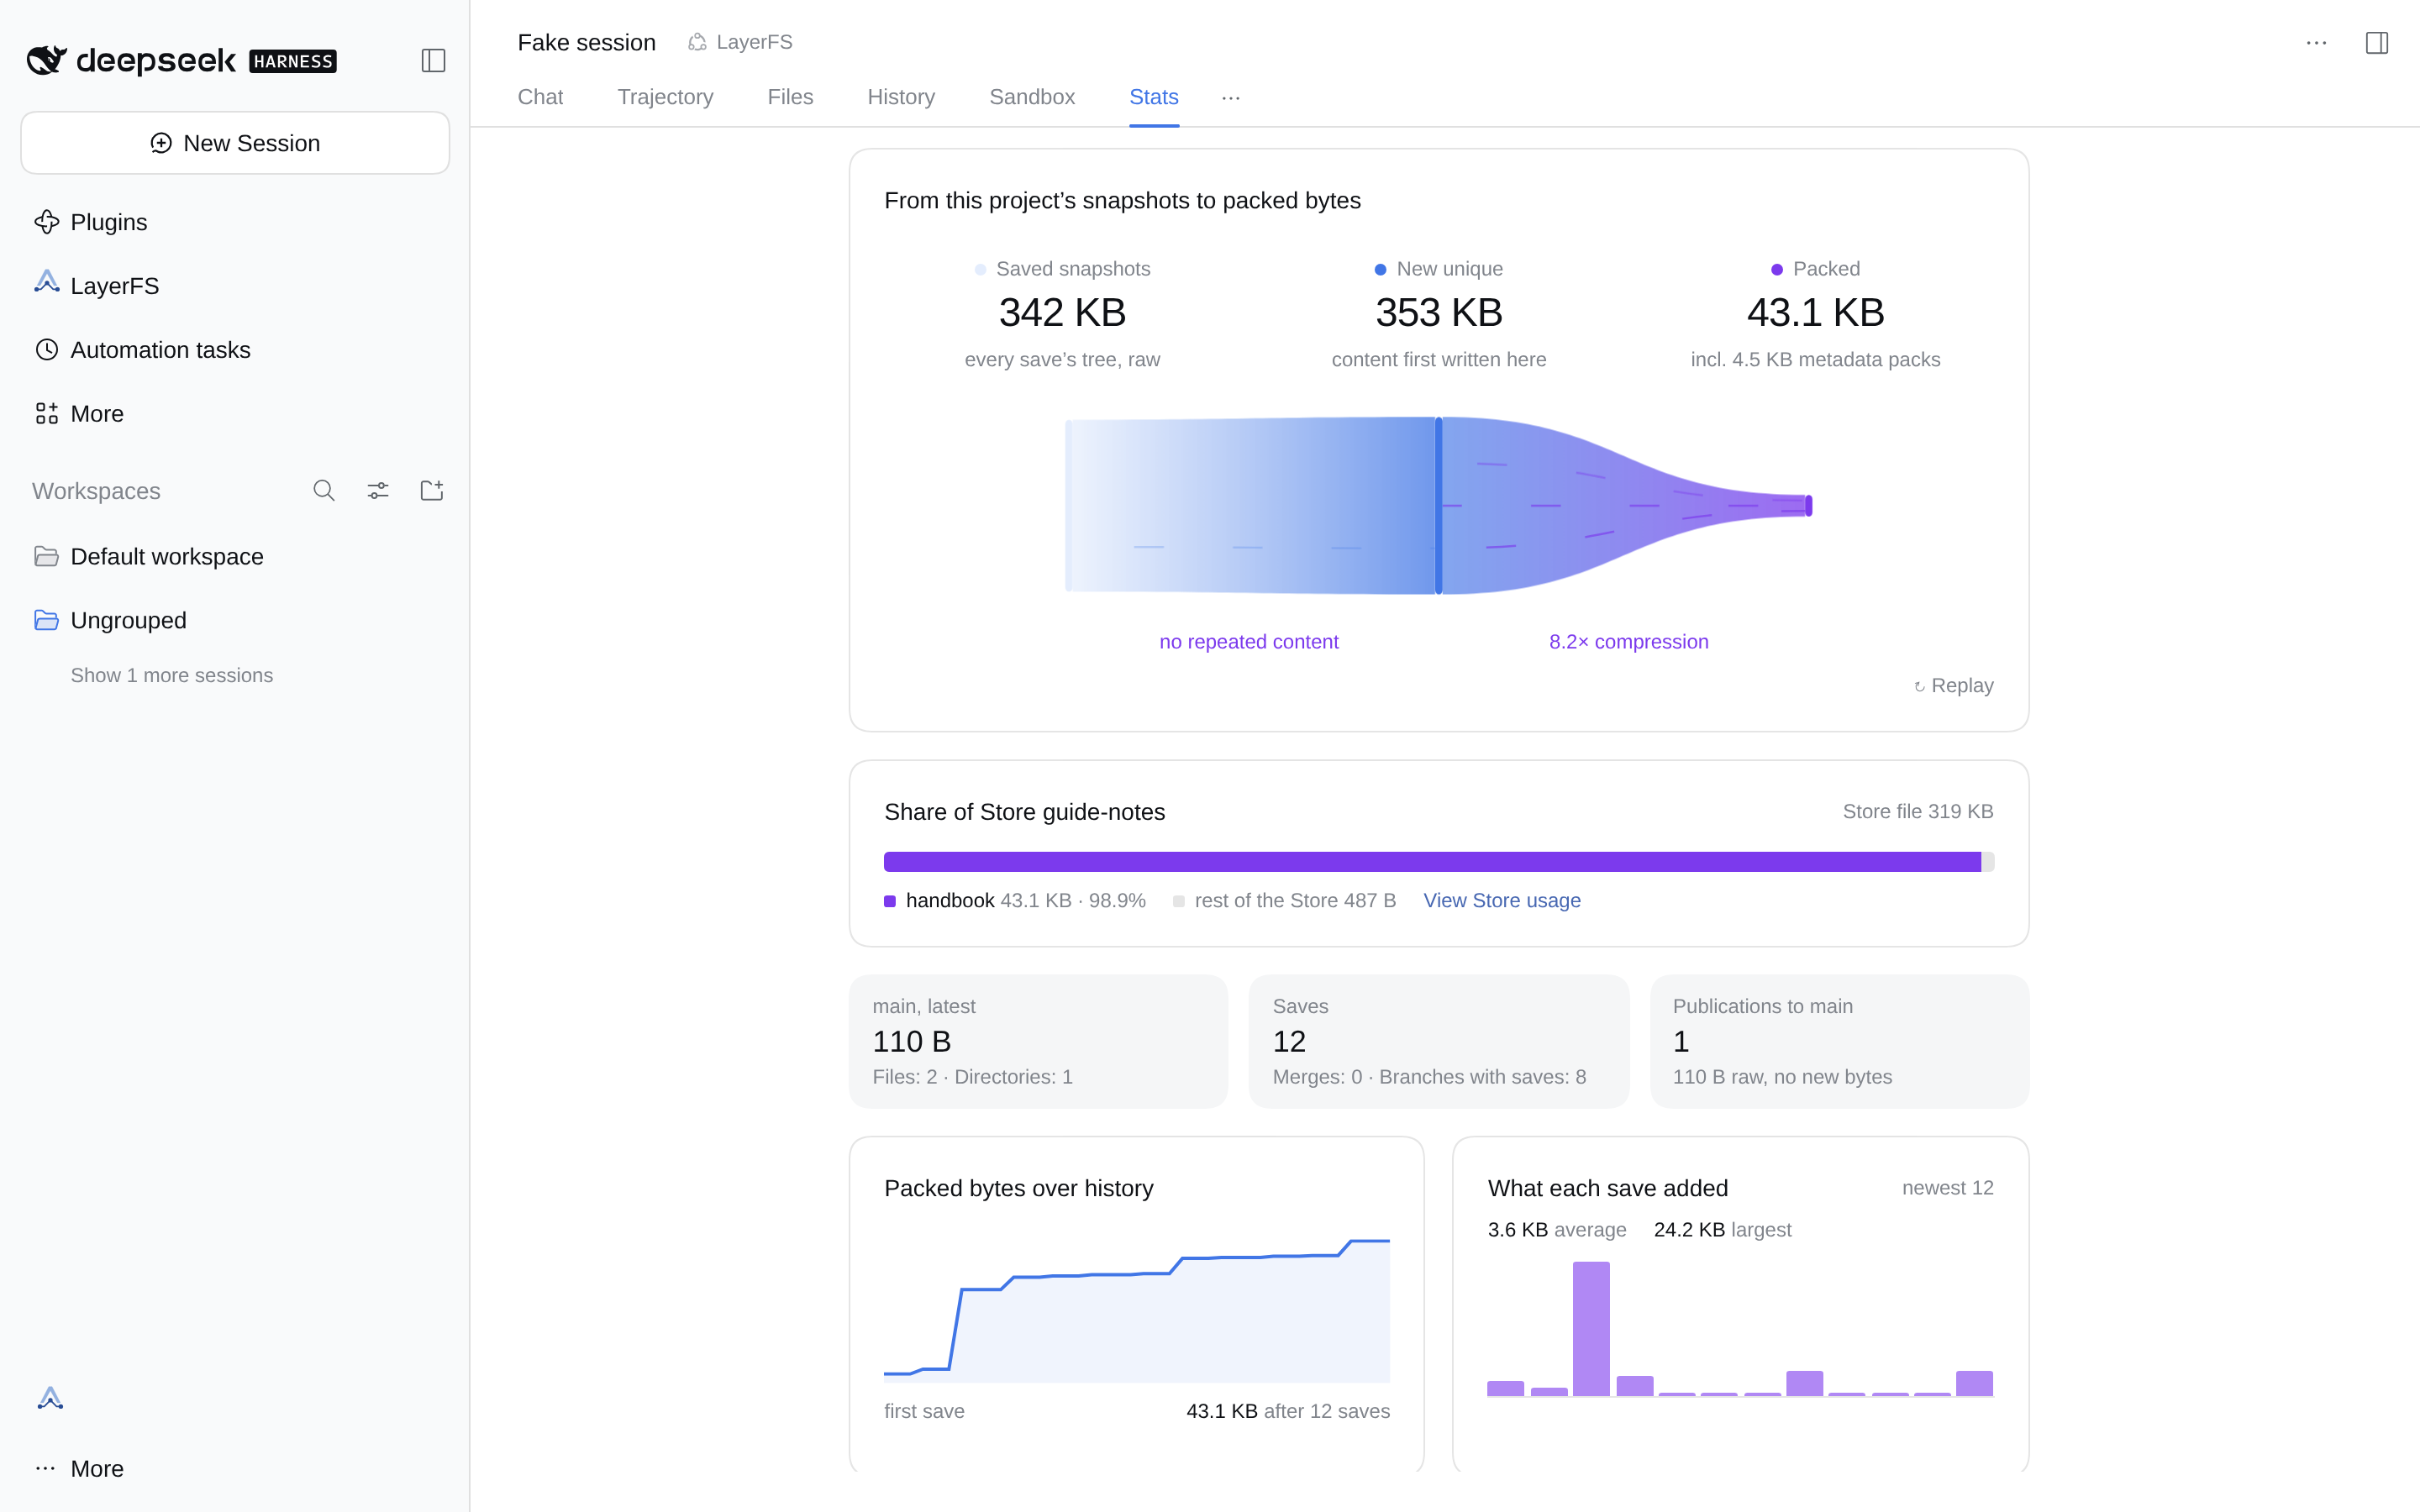 deepseek HARNESS
New Session
Plugins
LayerFS
Automation tasks
More
Workspaces
Default workspace
Ungrouped
Show 1 more sessions
More
Fake session LayerFS
Chat Trajectory Files History Sandbox Stats ...
From this project’s snapshots to packed bytes
Saved snapshots
342 KB
every save’s tree, raw
New unique
353 KB
content first written here
Packed
43.1 KB
incl. 4.5 KB metadata packs
no repeated content 8.2× compression
Replay
Share of Store guide-notes Store file 319 KB
handbook 43.1 KB · 98.9% rest of the Store 487 B View Store usage
main, latest
110 B
Files: 2 · Directories: 1
Saves
12
Merges: 0 · Branches with saves: 8
Publications to main
1
110 B raw, no new bytes
Packed bytes over history
first save 43.1 KB after 12 saves
What each save added newest 12
3.6 KB average 24.2 KB largest